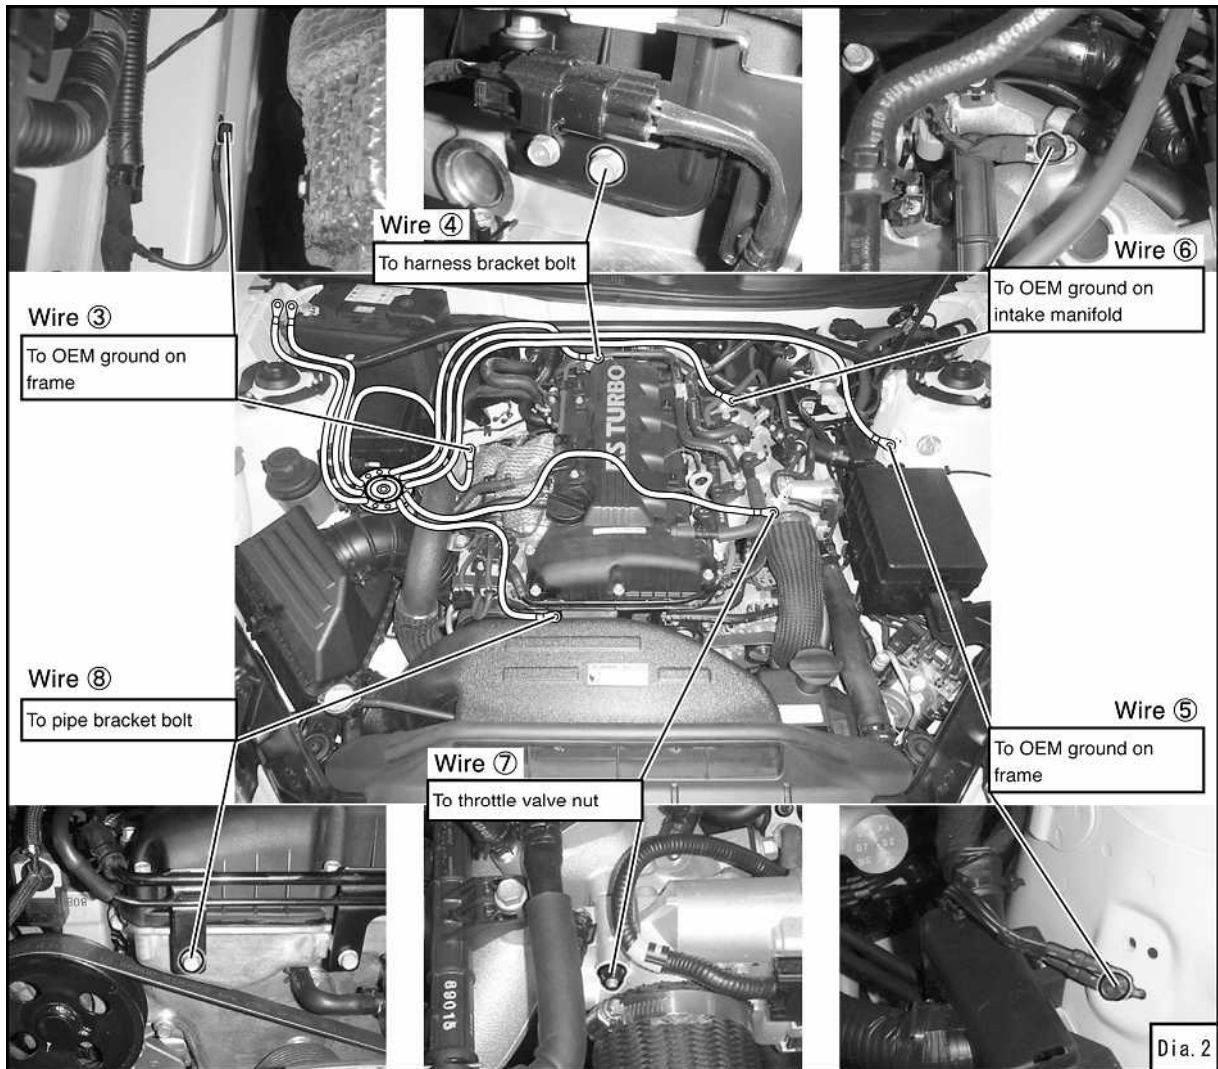 Wire ④
To harness bracket bolt
Wire ⑥
To OEM ground on
intake manifold
Wire ③
To OEM ground on
frame
TURBO
Wire ⑧
To pipe bracket bolt
Wire ⑤
To OEM ground on
frame
Wire ⑦
To throttle valve nut
89015
Dia. 2